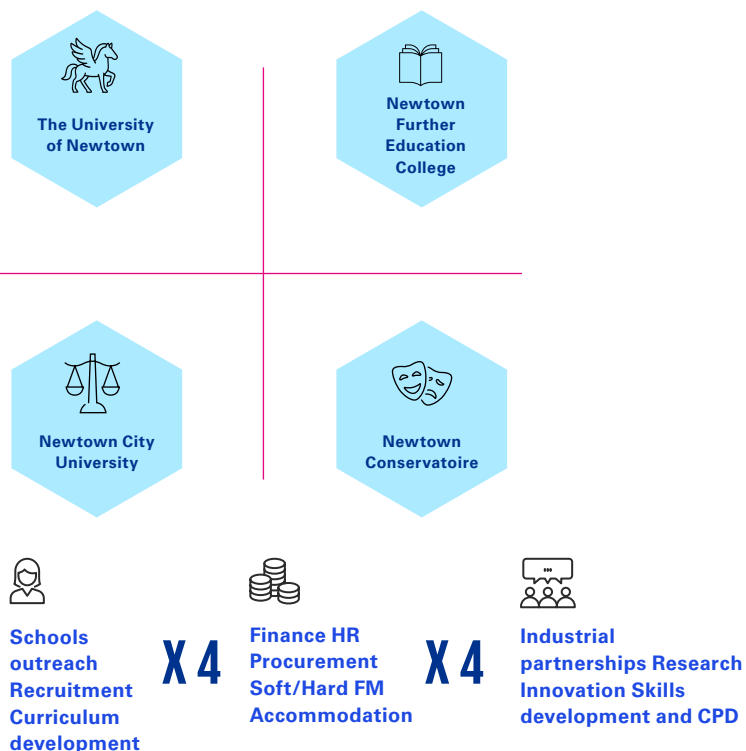 The University
of Newtown
Newtown
Further
Education
College
Newtown City
University
Newtown
Conservatoire
Schools
outreach
Recruitment
Curriculum
development
X 4
Finance HR
Procurement
Soft/Hard FM
Accommodation
X 4
Industrial
partnerships Research
Innovation Skills
development and CPD